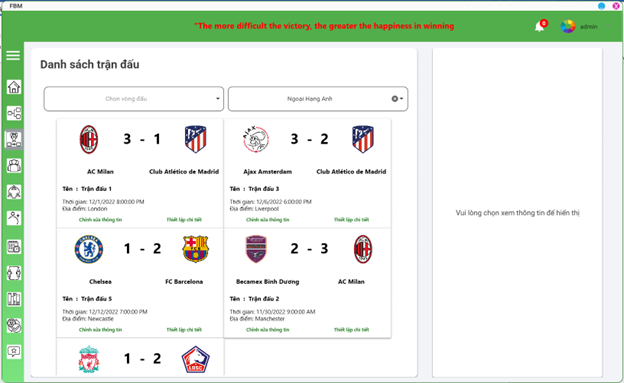 FBM
"The more difficult the victory, the greater the happiness in winning
8
admin
Danh sách trận đấu
Chọn vòng đấu
Ngoại Hạng Anh
3 - 1
AC Milan
Club Atlético de Madrid
Tên : Trận đấu 1
Thời gian: 12/1/2022 8:00:00 PM
Địa điểm: London
Chỉnh sửa thông tin
Thiết lập chi tiết
3 - 2
Ajax Amsterdam
Club Atlético de Madrid
Tên : Trận đấu 3
Thời gian: 12/6/2022 6:00:00 PM
Địa điểm: Liverpool
Chỉnh sửa thông tin
Thiết lập chi tiết
1 - 2
Chelsea
FC Barcelona
Tên : Trận đấu 5
Thời gian: 12/12/2022 7:00:00 PM
Địa điểm: Newcastle
Chỉnh sửa thông tin
Thiết lập chi tiết
2 - 3
Becamex Binh Dương
AC Milan
Tên : Trận đấu 2
Thời gian: 11/30/2022 9:00:00 AM
Địa điểm: Manchester
Chỉnh sửa thông tin
Thiết lập chi tiết
1 - 2
Vui lòng chọn xem thông tin để hiển thị